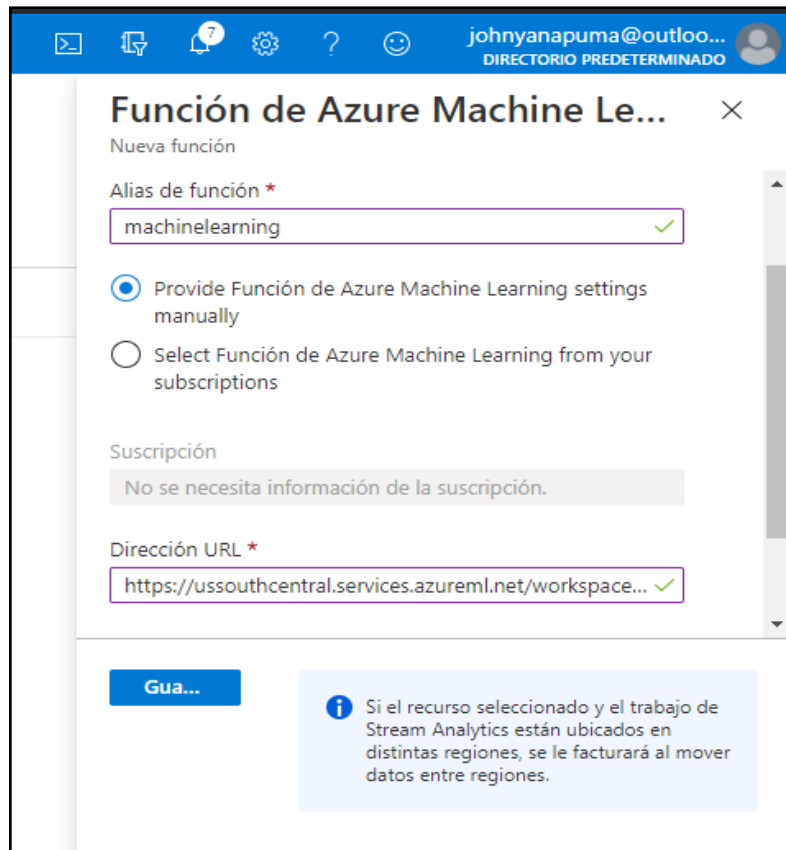 7
johnyanapuma@outloo...
DIRECTORIO PREDETERMINADO
Función de Azure Machine Le...
Nueva función
Alias de función *
machinelearning
Provide Función de Azure Machine Learning settings
manually
Select Función de Azure Machine Learning from your
subscriptions
Suscripción
No se necesita información de la suscripción.
Dirección URL *
https://ussouthcentral.services.azureml.net/workspace...
Gua...
Si el recurso seleccionado y el trabajo de
Stream Analytics están ubicados en
distintas regiones, se le facturará al mover
datos entre regiones.